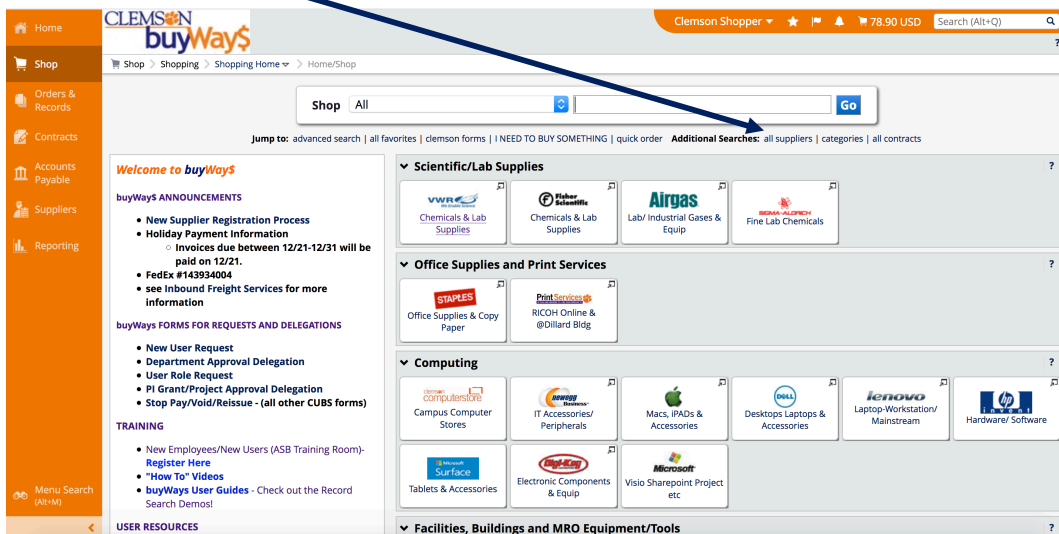 Home
CLEMSON
buyWay$
Clemson Shopper
78.90 USD
Search (Alt+Q)
?
Shop
Shop > Shopping > Shopping Home > Home/Shop
Orders &
Records
Contracts
Accounts
Payable
Suppliers
Reporting
Menu Search
(Alt+M)
Shop All Go
Jump to: advanced search | all favorites | clemson forms | I NEED TO BUY SOMETHING | quick order Additional Searches: all suppliers | categories | all contracts
Welcome to buyWay$
buyWay$ ANNOUNCEMENTS
• New Supplier Registration Process
• Holiday Payment Information
○ Invoices due between 12/21-12/31 will be
paid on 12/21.
• FedEx #143934004
• see Inbound Freight Services for more
information
buyWays FORMS FOR REQUESTS AND DELEGATIONS
• New User Request
• Department Approval Delegation
• User Role Request
• PI Grant/Project Approval Delegation
• Stop Pay/Void/Reissue - (all other CUBS forms)
TRAINING
• New Employees/New Users (ASB Training Room)-
Register Here
• "How To" Videos
• buyWays User Guides - Check out the Record
Search Demos!
USER RESOURCES
Scientific/Lab Supplies ?
VWR
We Enable Science
Chemicals & Lab
Supplies
Fisher
Scientific
Chemicals & Lab
Supplies
Airgas
Lab/ Industrial Gases &
Equip
SIGMA-ALDRICH
Fine Lab Chemicals
Office Supplies and Print Services ?
STAPLES
Office Supplies & Copy
Paper
Print Services
RICOH Online &
@Dillard Bldg
Computing ?
clemson
computerstore
Campus Computer
Stores
newegg
Business
IT Accessories/
Peripherals
Macs, iPADs &
Accessories
DELL
Desktops Laptops &
Accessories
lenovo
Laptop-Workstation/
Mainstream
hp
invent
Hardware/ Software
Microsoft
Surface
Tablets & Accessories
Digi-Key
Electronic Components
& Equip
Microsoft
Visio Sharepoint Project
etc
Facilities, Buildings and MRO Equipment/Tools ?